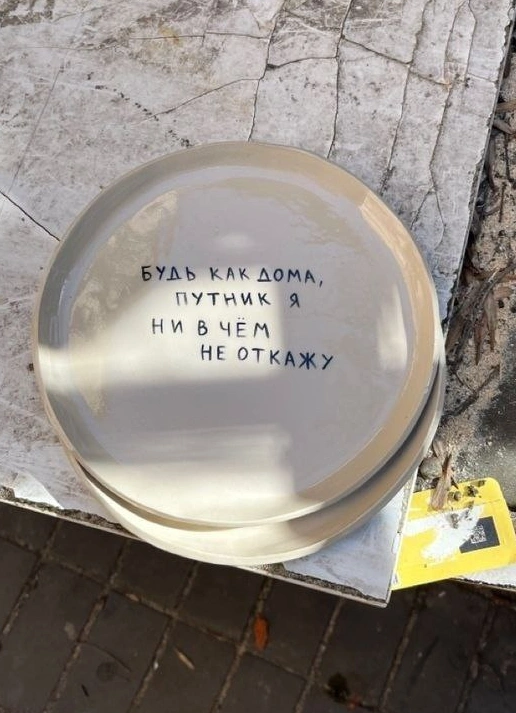 БУДЬ КАК ДОМА,
ПУТНИК Я
НИ В ЧЁМ
НЕ ОТКАЖУ